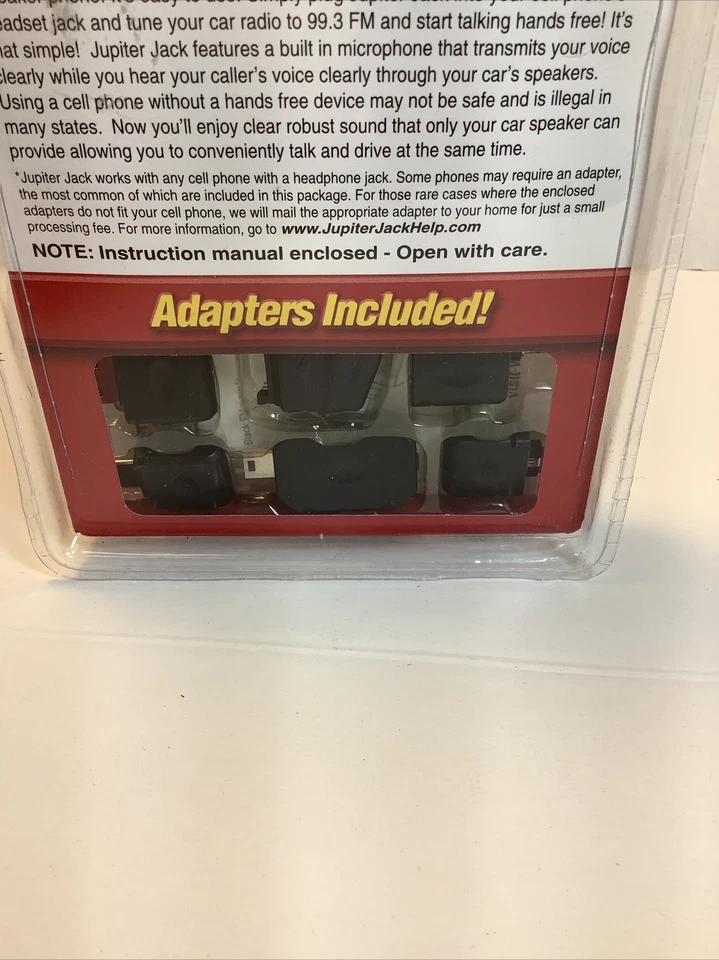 headset jack and tune your car radio to 99.3 FM and start talking hands free! It's
that simple! Jupiter Jack features a built in microphone that transmits your voice
clearly while you hear your caller's voice clearly through your car's speakers.
Using a cell phone without a hands free device may not be safe and is illegal in
many states. Now you'll enjoy clear robust sound that only your car speaker can
provide allowing you to conveniently talk and drive at the same time.
*Jupiter Jack works with any cell phone with a headphone jack. Some phones may require an adapter,
the most common of which are included in this package. For those rare cases where the enclosed
adapters do not fit your cell phone, we will mail the appropriate adapter to your home for just a small
processing fee. For more information, go to www.JupiterJackHelp.com
NOTE: Instruction manual enclosed - Open with care.
Adapters Included!